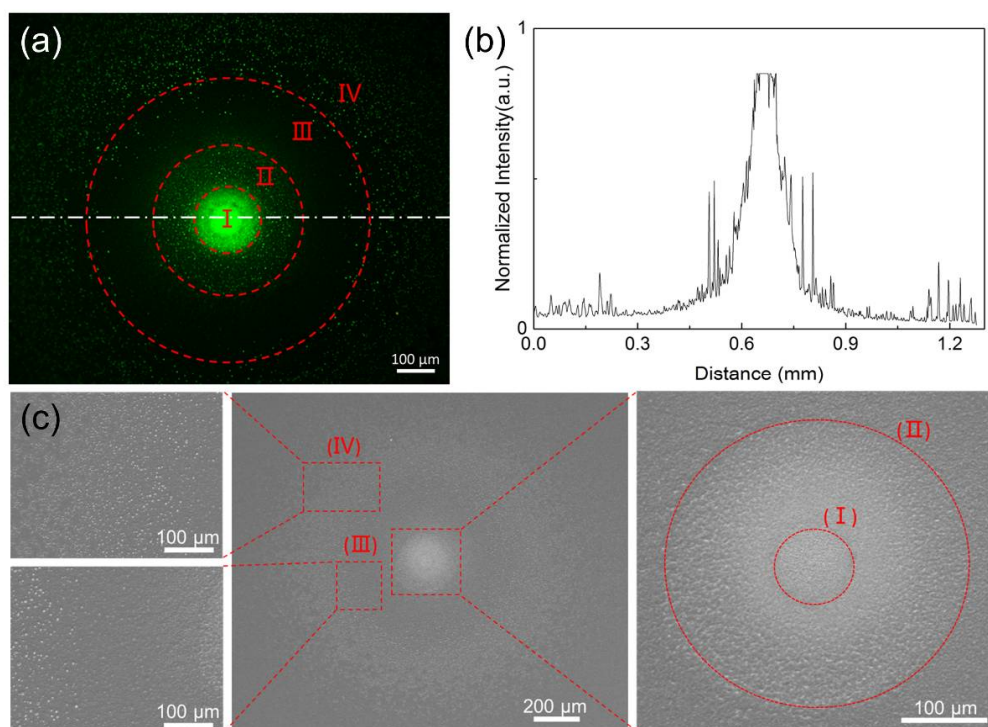 (a)
IV
III
II
I
100 μm
(b)
Normalized Intensity(a.u.)
1
0
0.0 0.3 0.6 0.9 1.2
Distance (mm)
(c)
100 μm
100 μm
(IV)
(III)
200 μm
(II)
(I)
100 μm